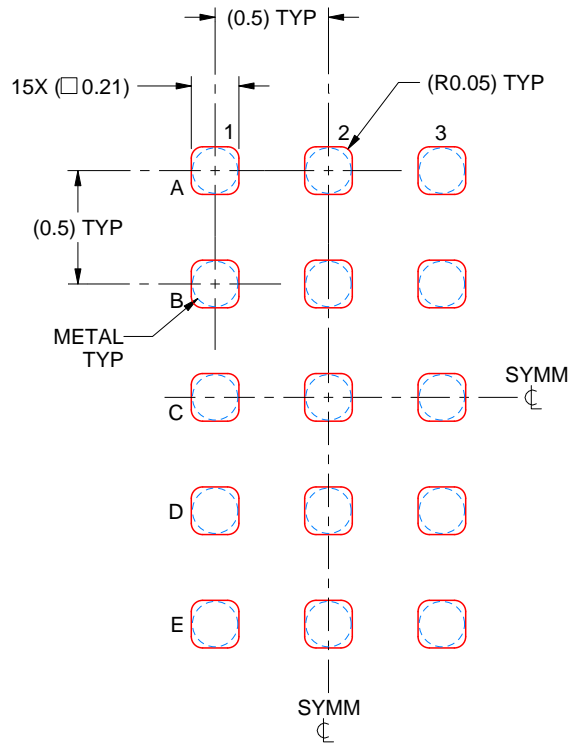 (0.5) TYP
15X (□ 0.21)
(R0.05) TYP
1 2 3
A
(0.5) TYP
B
METAL
TYP
SYMM
℄
C
D
E
SYMM
℄